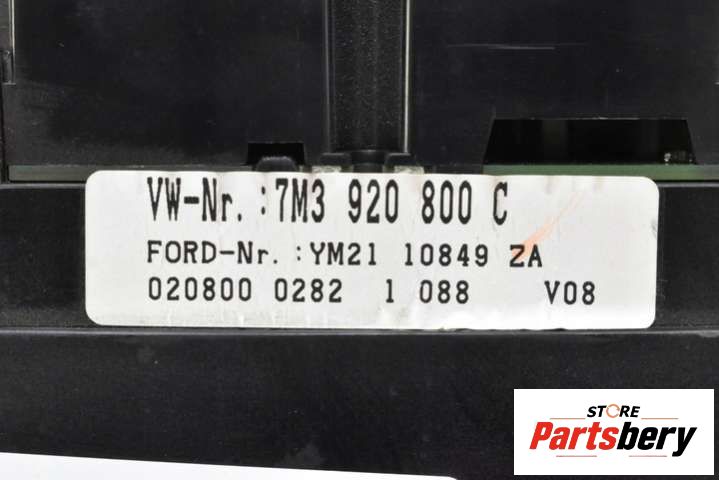 VW-Nr. :7M3 920 800 C
FORD-Nr. :YM21 10849 ZA
020800 0282 1 088 V08
STORE
Partsbery